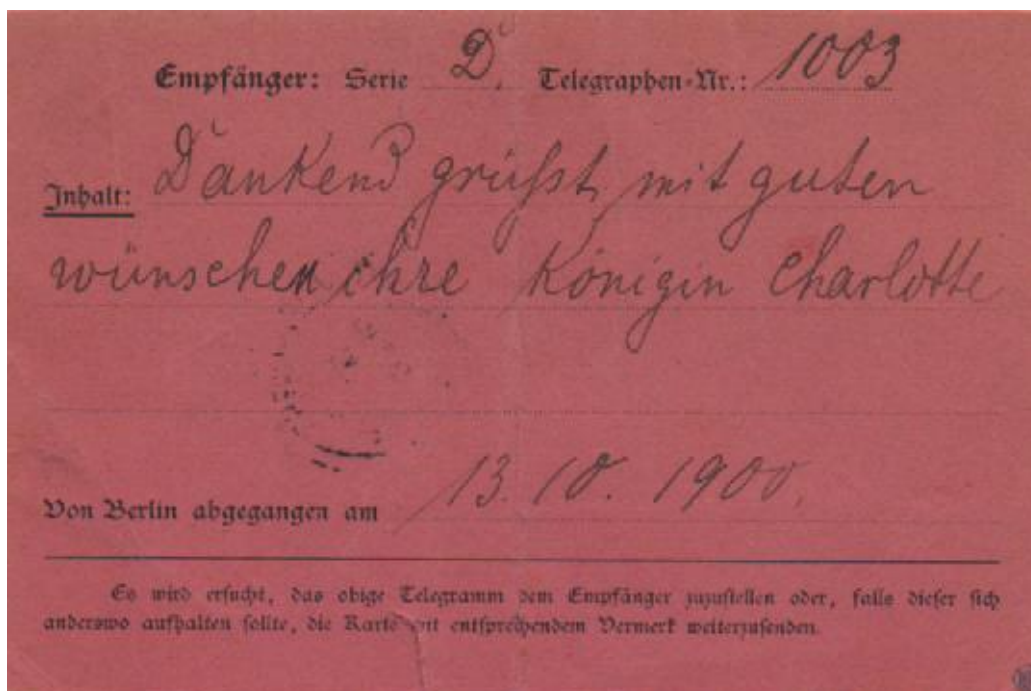 Empfänger: Serie D. Telegraphen-Nr.: 1003
Inhalt: Dankend grüsst mit guten
wünschen ihre Königin Charlotte
Von Berlin abgegangen am 13. 10. 1900.
Es wird ersucht, das obige Telegramm dem Empfänger zuzustellen oder, falls dieser sich
anderswo aufhalten sollte, die Karte mit entsprechendem Vermerk weiterzusenden.